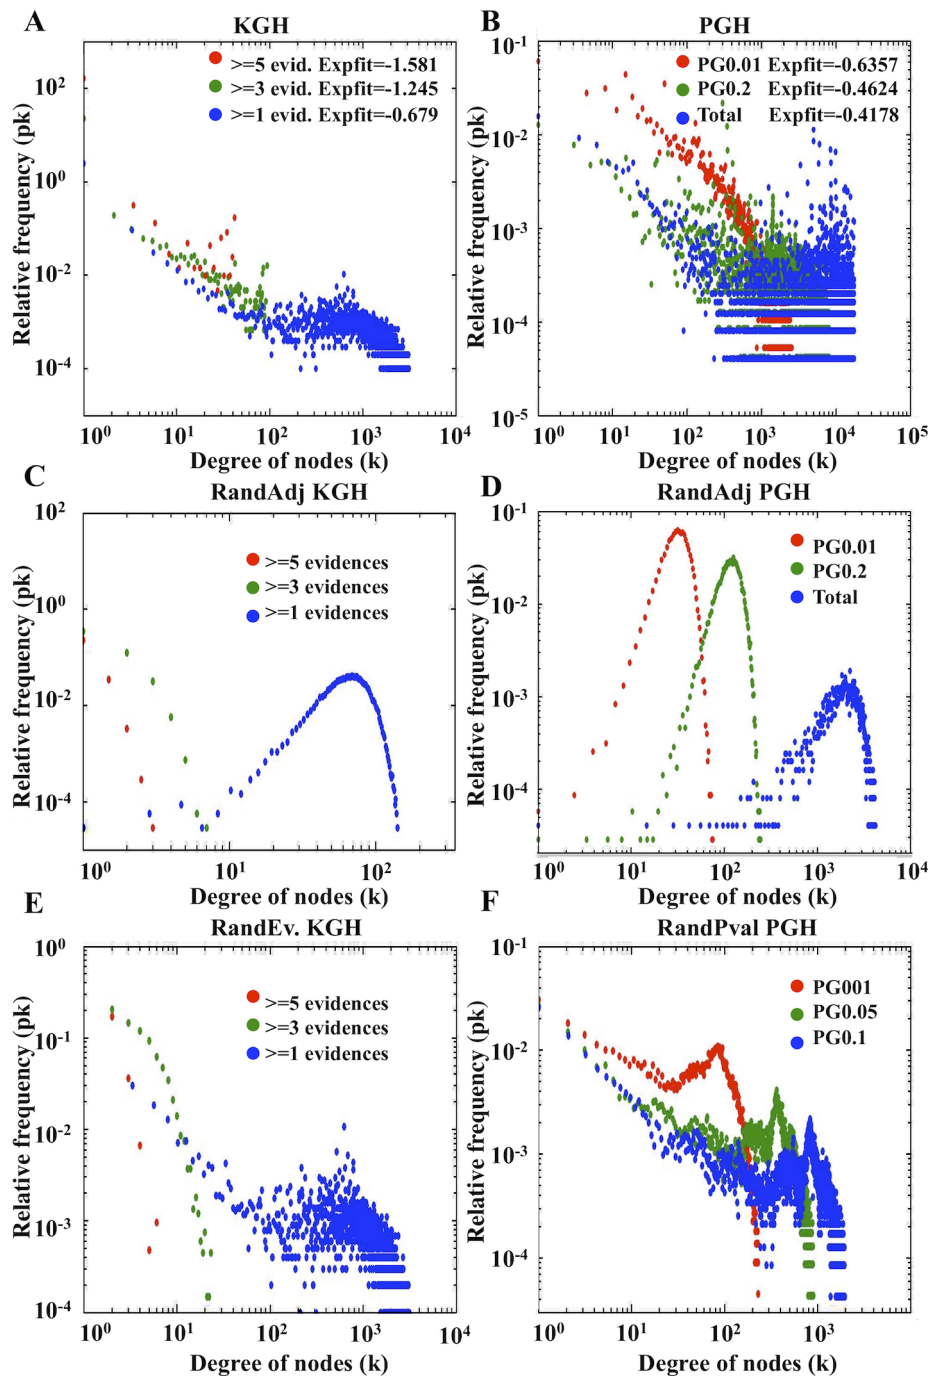 A
KGH
Relative frequency (pk)
10^2
10^0
10^-2
10^-4
>=5 evid. Expfit=-1.581
>=3 evid. Expfit=-1.245
>=1 evid. Expfit=-0.679
10^0 10^1 10^2 10^3 10^4
Degree of nodes (k)
B
PGH
Relative frequency (pk)
10^-1
10^-2
10^-3
10^-4
10^-5
PG0.01 Expfit=-0.6357
PG0.2 Expfit=-0.4624
Total Expfit=-0.4178
10^0 10^1 10^2 10^3 10^4 10^5
Degree of nodes (k)
C
RandAdj KGH
Relative frequency (pk)
10^2
10^0
10^-2
10^-4
>=5 evidences
>=3 evidences
>=1 evidences
10^0 10^1 10^2
Degree of nodes (k)
D
RandAdj PGH
Relative frequency (pk)
10^-1
10^-2
10^-3
10^-4
PG0.01
PG0.2
Total
10^0 10^1 10^2 10^3 10^4
Degree of nodes (k)
E
RandEv. KGH
Relative frequency (pk)
10^0
10^-1
10^-2
10^-3
10^-4
>=5 evidences
>=3 evidences
>=1 evidences
10^0 10^1 10^2 10^3 10^4
Degree of nodes (k)
F
RandPval PGH
Relative frequency (pk)
10^-1
10^-2
10^-3
10^-4
PG001
PG0.05
PG0.1
10^0 10^1 10^2 10^3
Degree of nodes (k)